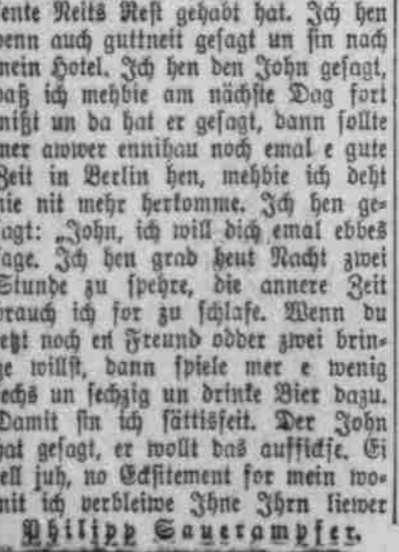 ente Neits Rest gehabt hat. Ich hen
denn auch guttneit gesagt un sin nach
mein Hotel. Ich hen den John gesagt,
daß ich mehbie am nächste Dag fort
mißt un da hat er gesagt, dann sollte
mer awwer ennihau noch emal e gute
Zeit in Berlin hen, mehbie ich deht
nie nit mehr herkomme. Ich hen ge-
sagt: „John, ich will dich emal ebbes
sage. Ich hen grad heut Nacht zwei
Stunde zu spehre, die annere Zeit
brauch ich for zu schlafe. Wenn du
jetzt noch en Freund odder zwei brin-
ge willst, dann spiele mer e wenig
sechs un sechzig un drinke Bier dazu.
Damit sin ich sättisfeit. Der John
hat gesagt, er wollt das auffickse. Ei
tell juh, no Ecksitement for mein wo-
mit ich verbleiwe Ihne Ihrn liewer
Philipp Sauerampfer.